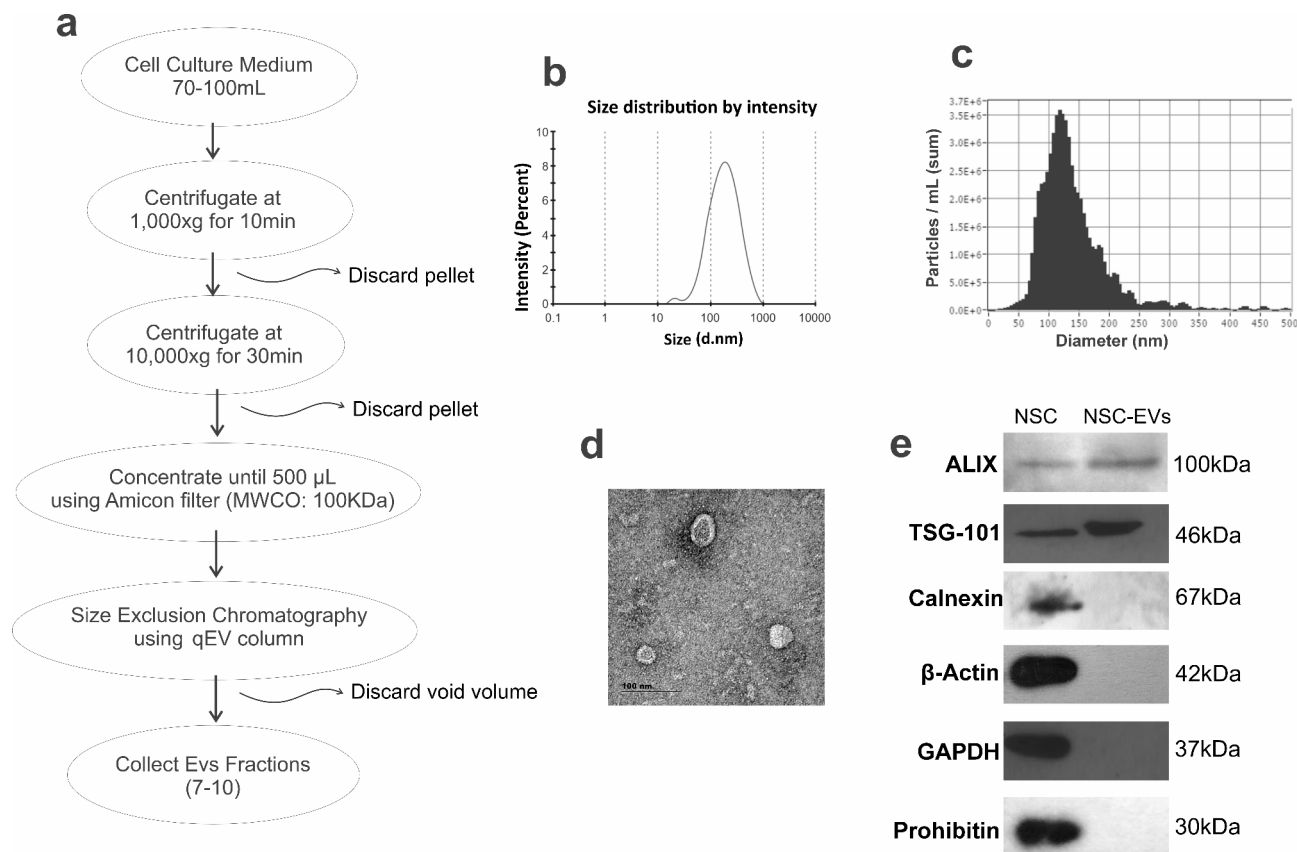 a
Cell Culture Medium
70-100mL
Centrifugate at
1,000xg for 10min
Discard pellet
Centrifugate at
10,000xg for 30min
Discard pellet
Concentrate until 500 µL
using Amicon filter (MWCO: 100KDa)
Size Exclusion Chromatography
using qEV column
Discard void volume
Collect Evs Fractions
(7-10)
b
Size distribution by intensity
Intensity (Percent)
10
8
6
4
2
0
0.1 1 10 100 1000 10000
Size (d.nm)
c
Particles / mL (sum)
3.7E+6
3.5E+6
3.0E+6
2.5E+6
2.0E+6
1.5E+6
1.0E+6
5.0E+5
0.0E+0
0 50 100 150 200 250 300 350 400 450 500
Diameter (nm)
d
100 nm
e
NSC NSC-EVs
ALIX 100kDa
TSG-101 46kDa
Calnexin 67kDa
β-Actin 42kDa
GAPDH 37kDa
Prohibitin 30kDa